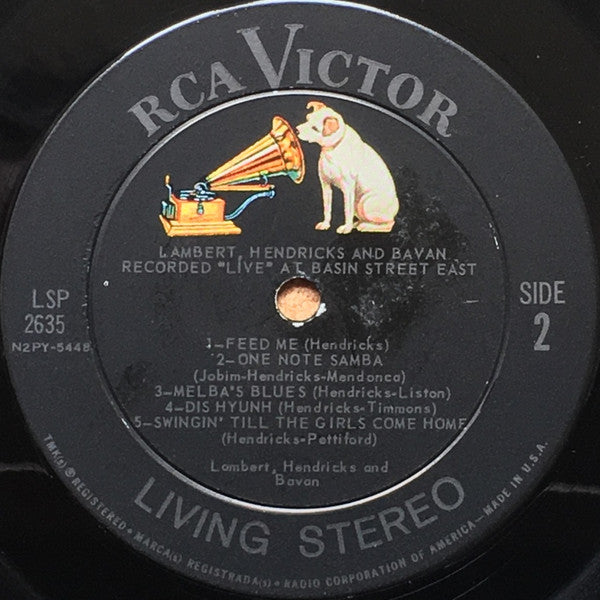 RCA VICTOR
LAMBERT, HENDRICKS AND BAVAN
RECORDED "LIVE" AT BASIN STREET EAST
LSP
2635
N2PY-5448
SIDE
2
1—FEED ME (Hendricks)
2—ONE NOTE SAMBA
(Jobim-Hendricks-Mendonca)
3—MELBA'S BLUES (Hendricks-Liston)
4—DIS HYUNH (Hendricks-Timmons)
5—SWINGIN' TILL THE GIRLS COME HOME
(Hendricks-Pettiford)
Lambert, Hendricks and
Bavan
LIVING STEREO
TMK(s) ® REGISTERED • MARCA(s) REGISTRADA(s) • RADIO CORPORATION OF AMERICA—MADE IN U.S.A.